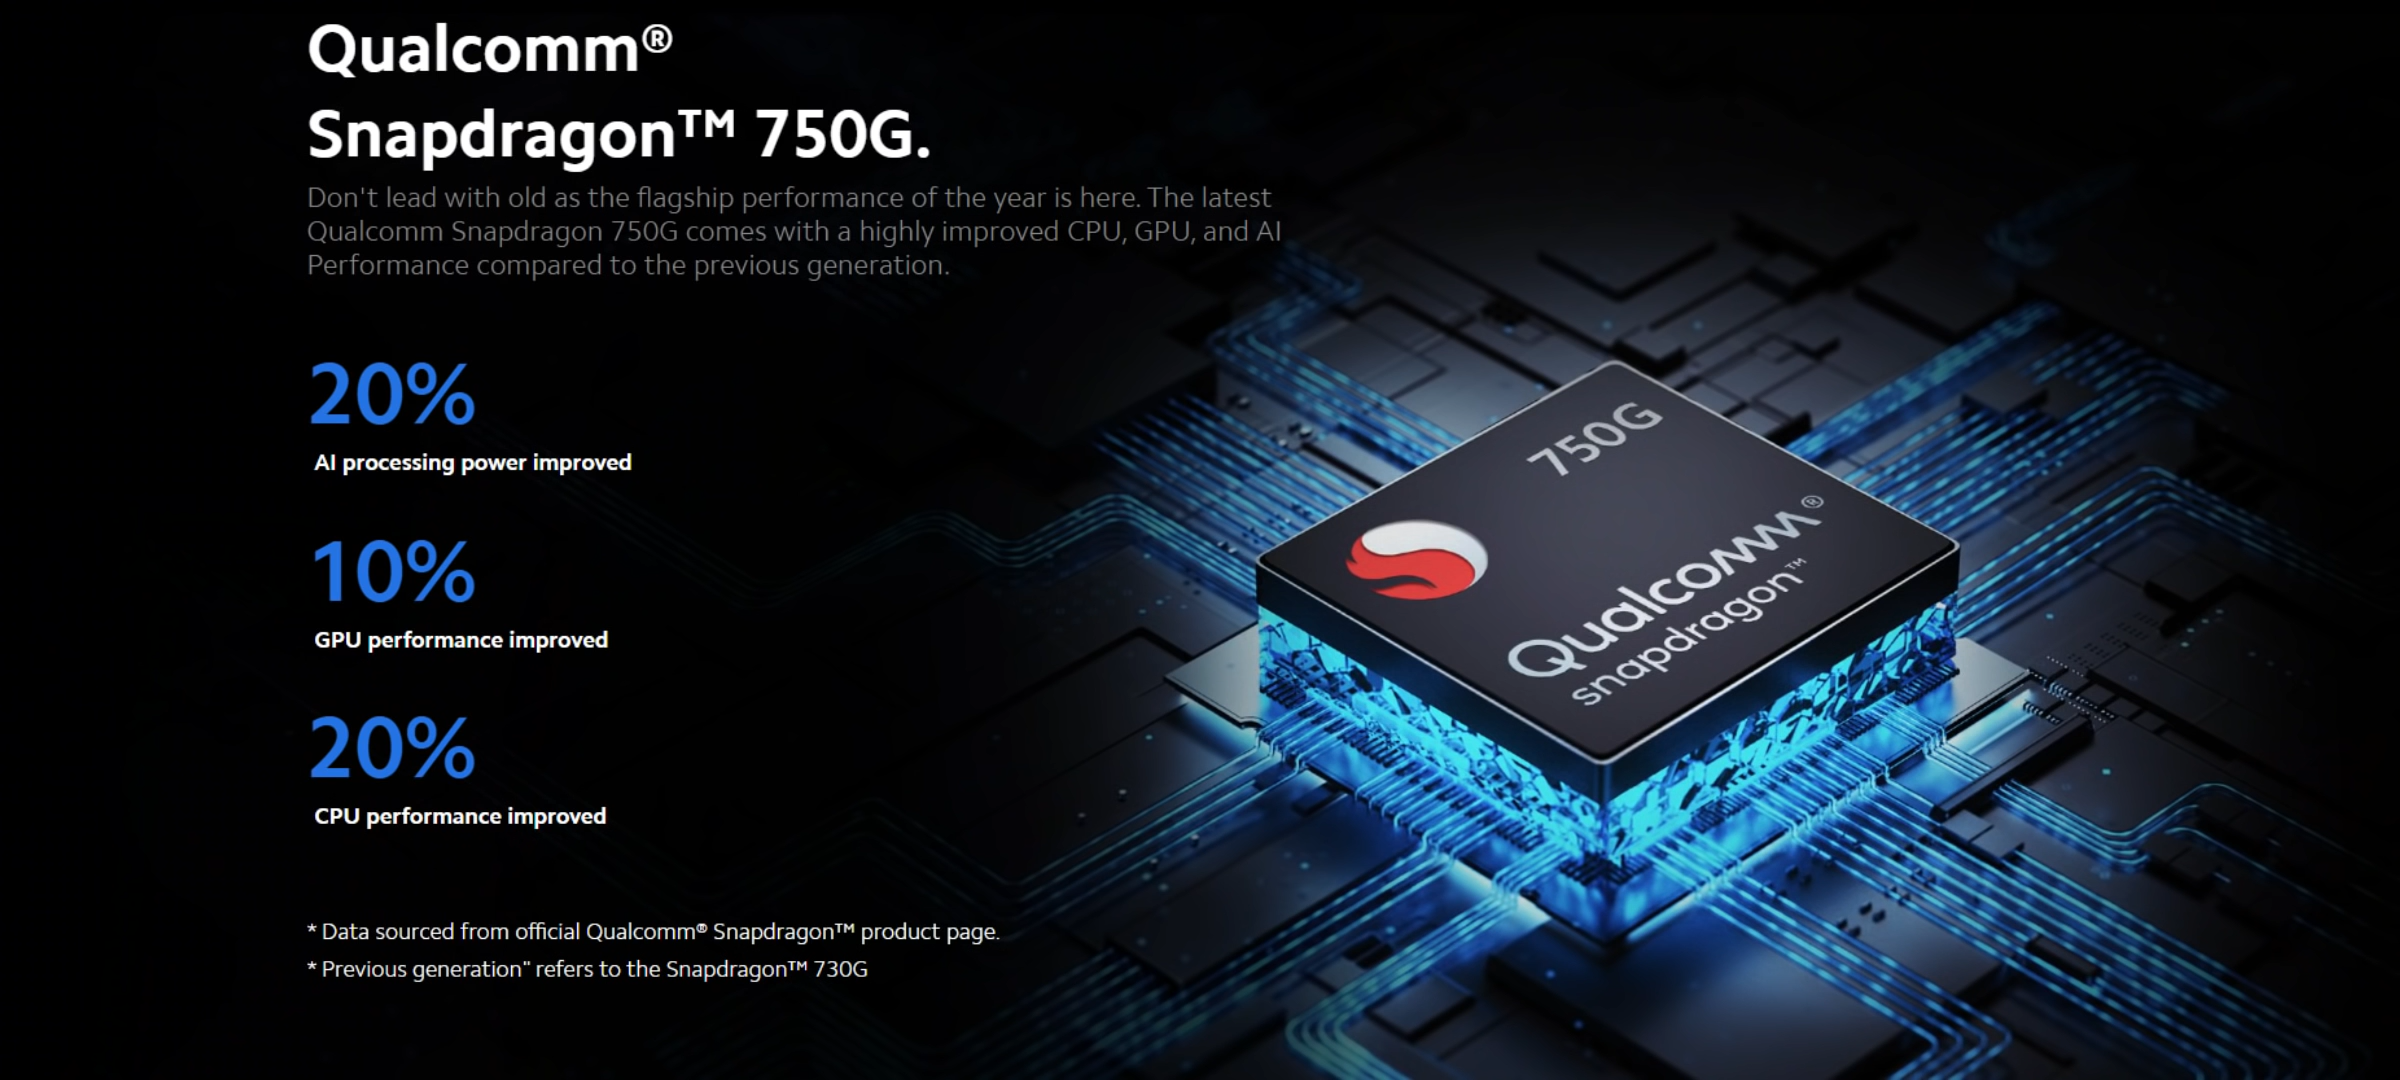 Qualcomm®
Snapdragon™ 750G.
Don't lead with old as the flagship performance of the year is here. The latest
Qualcomm Snapdragon 750G comes with a highly improved CPU, GPU, and AI
Performance compared to the previous generation.
20%
AI processing power improved
10%
GPU performance improved
20%
CPU performance improved
* Data sourced from official Qualcomm® Snapdragon™ product page.
* Previous generation" refers to the Snapdragon™ 730G
750G
Qualcomm®
snapdragon™